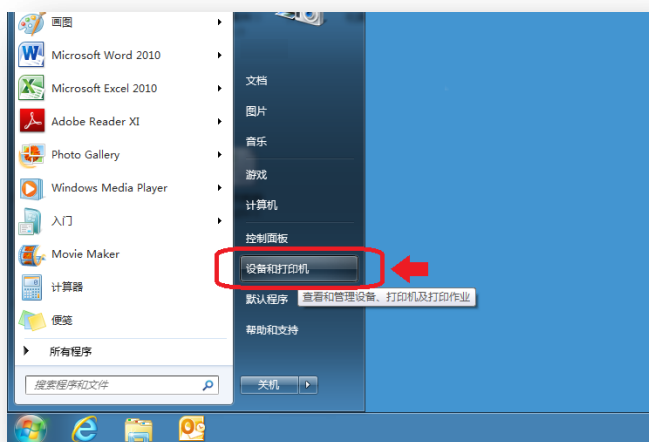 画图
Microsoft Word 2010
Microsoft Excel 2010
Adobe Reader XI
Photo Gallery
Windows Media Player
入门
Movie Maker
计算器
便笺
所有程序
搜索程序和文件
文档
图片
音乐
游戏
计算机
控制面板
设备和打印机
默认程序
查看和管理设备、打印机及打印作业
帮助和支持
关机